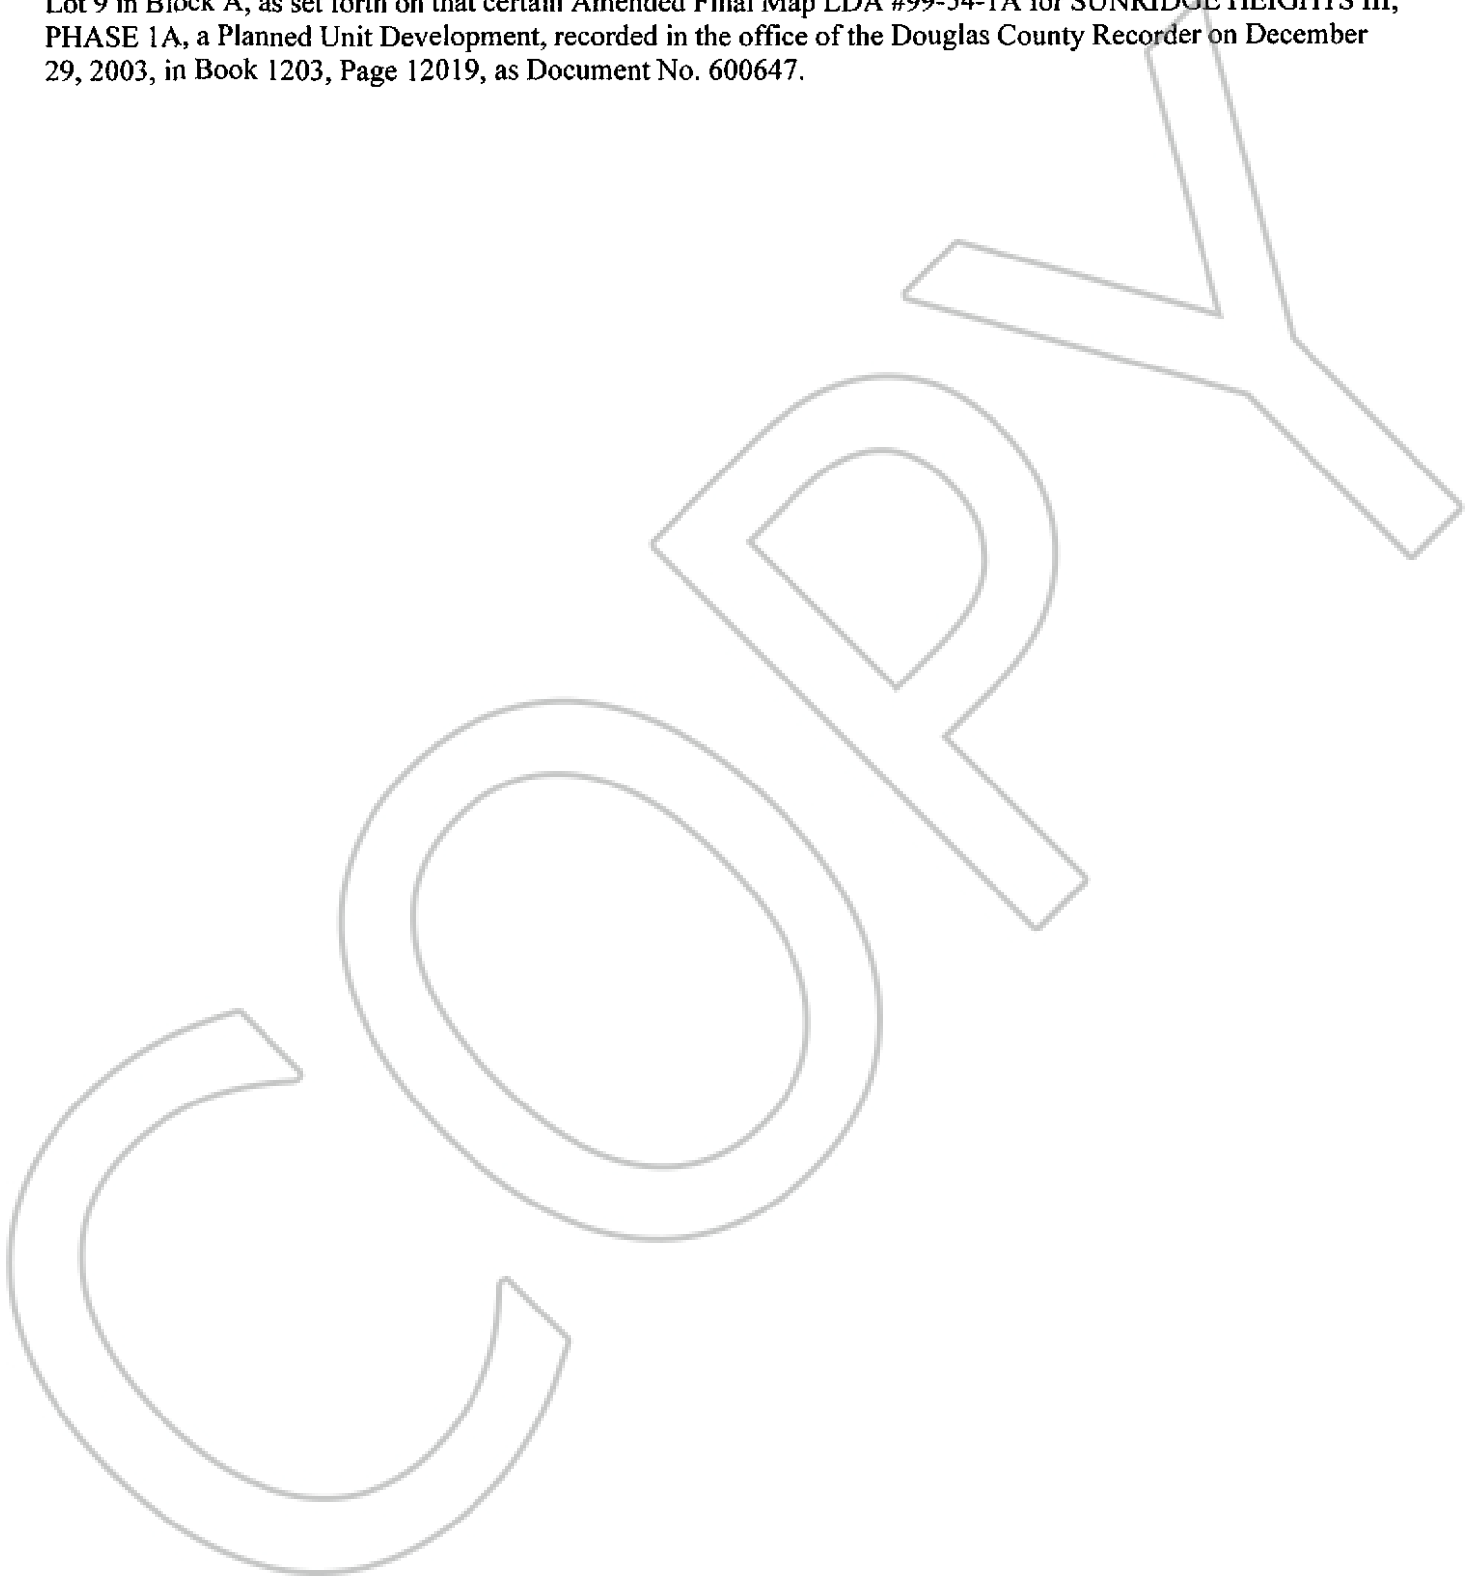 Lot 9 in Block A, as set forth on that certain Amended Final Map LDA #99-54-1A for SUNRIDGE HEIGHTS III,
PHASE 1A, a Planned Unit Development, recorded in the office of the Douglas County Recorder on December
29, 2003, in Book 1203, Page 12019, as Document No. 600647.
COPY